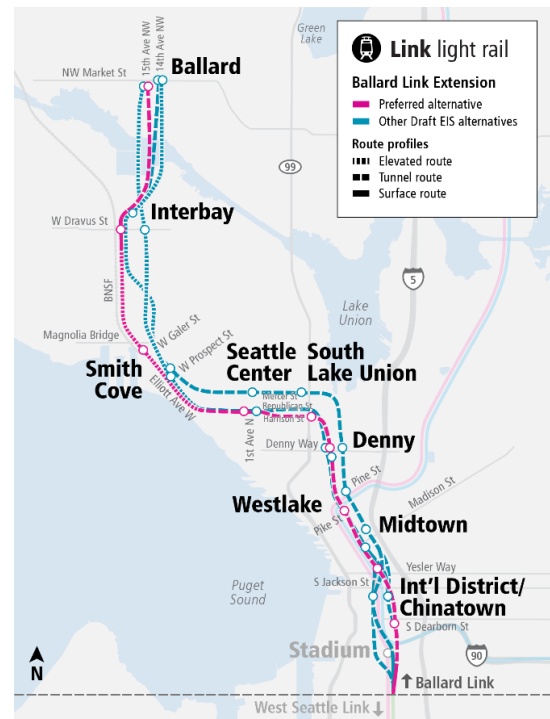 Link light rail
Ballard Link Extension
Preferred alternative
Other Draft EIS alternatives
Route profiles
Elevated route
Tunnel route
Surface route
Green
Lake
15th Ave NW
14th Ave NW
Ballard
NW Market St
99
Interbay
W Dravus St
BNSF
5
Lake
Union
Magnolia Bridge
W Galer St
W Prospect St
Smith
Cove
Elliott Ave W
Seattle
Center
South
Lake Union
Mercer St
Republican St
Harrison St
1st Ave N
Denny Way
Denny
Pine St
Madison St
Westlake
Pike St
Midtown
Yesler Way
Puget
Sound
S Jackson St
Int'l District/
Chinatown
S Dearborn St
Stadium
90
N
Ballard Link
West Seattle Link